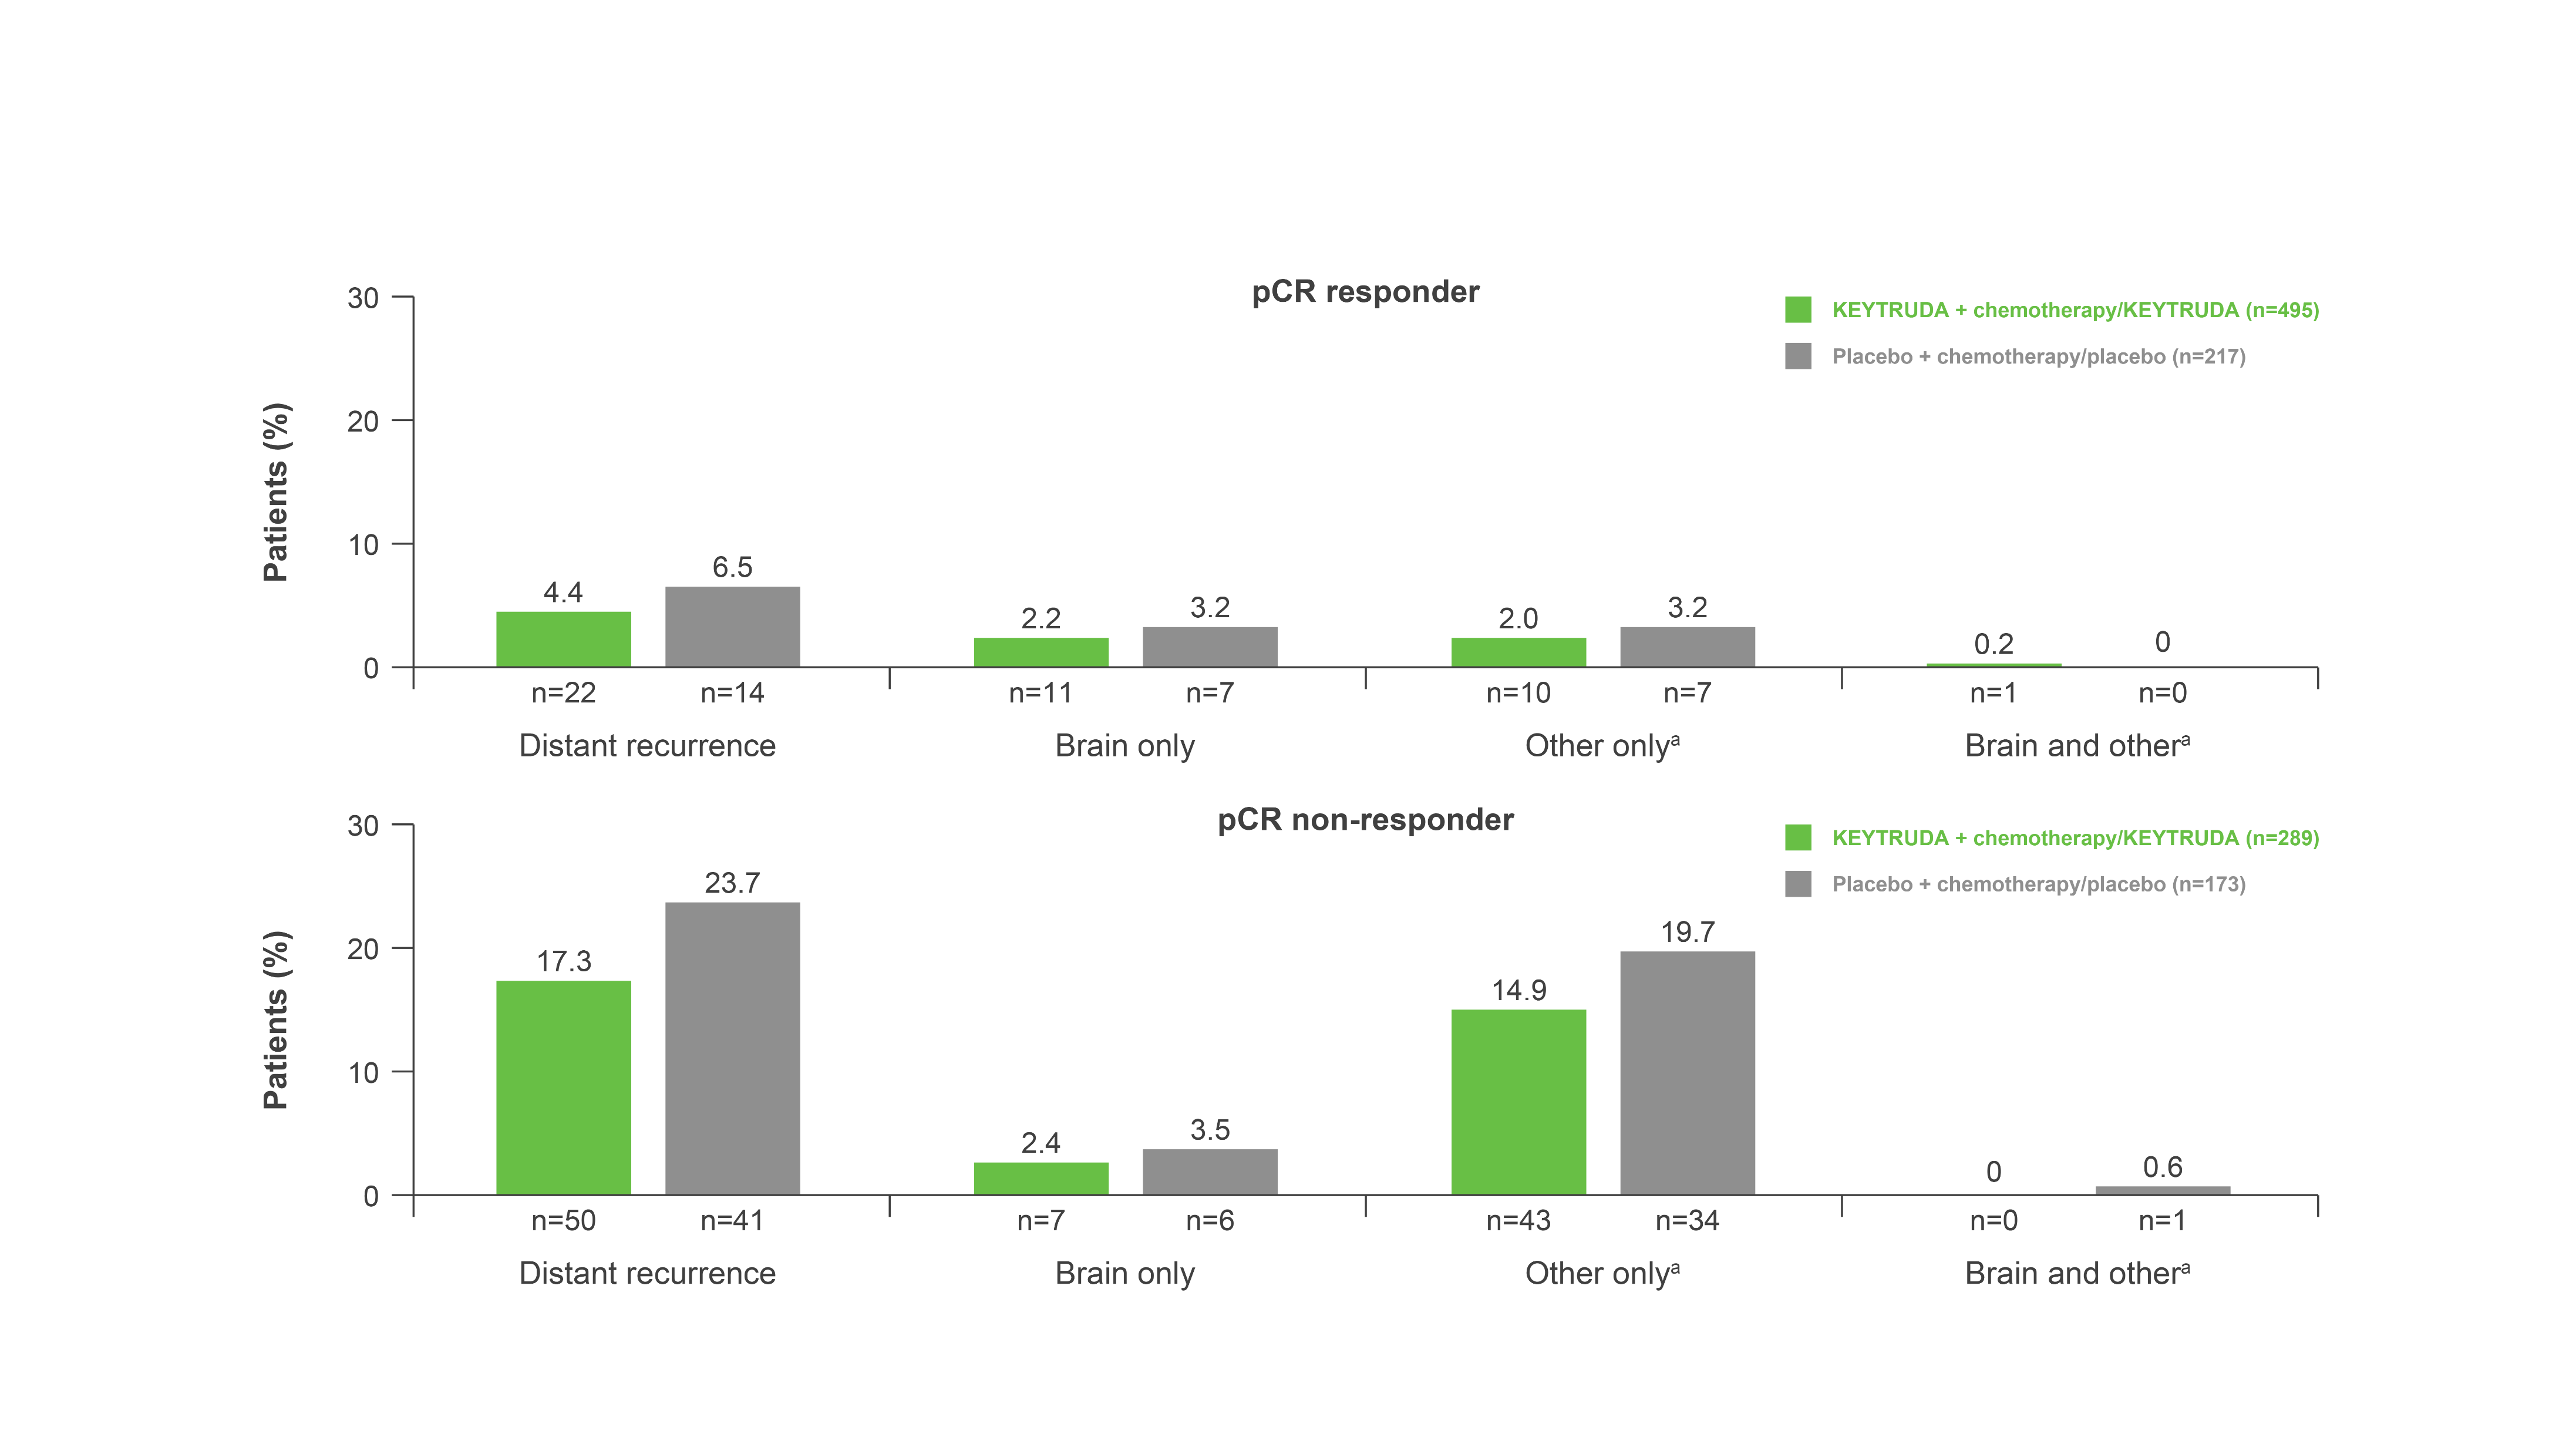 pCR responder
KEYTRUDA + chemotherapy/KEYTRUDA (n=495)
Placebo + chemotherapy/placebo (n=217)
Patients (%)
30
20
10
0
4.4
6.5
2.2
3.2
2.0
3.2
0.2
0
n=22 n=14 n=11 n=7 n=10 n=7 n=1 n=0
Distant recurrence Brain only Other onlyᵃ Brain and otherᵃ
pCR non-responder
KEYTRUDA + chemotherapy/KEYTRUDA (n=289)
Placebo + chemotherapy/placebo (n=173)
Patients (%)
30
20
10
0
17.3
23.7
2.4
3.5
14.9
19.7
0
0.6
n=50 n=41 n=7 n=6 n=43 n=34 n=0 n=1
Distant recurrence Brain only Other onlyᵃ Brain and otherᵃ